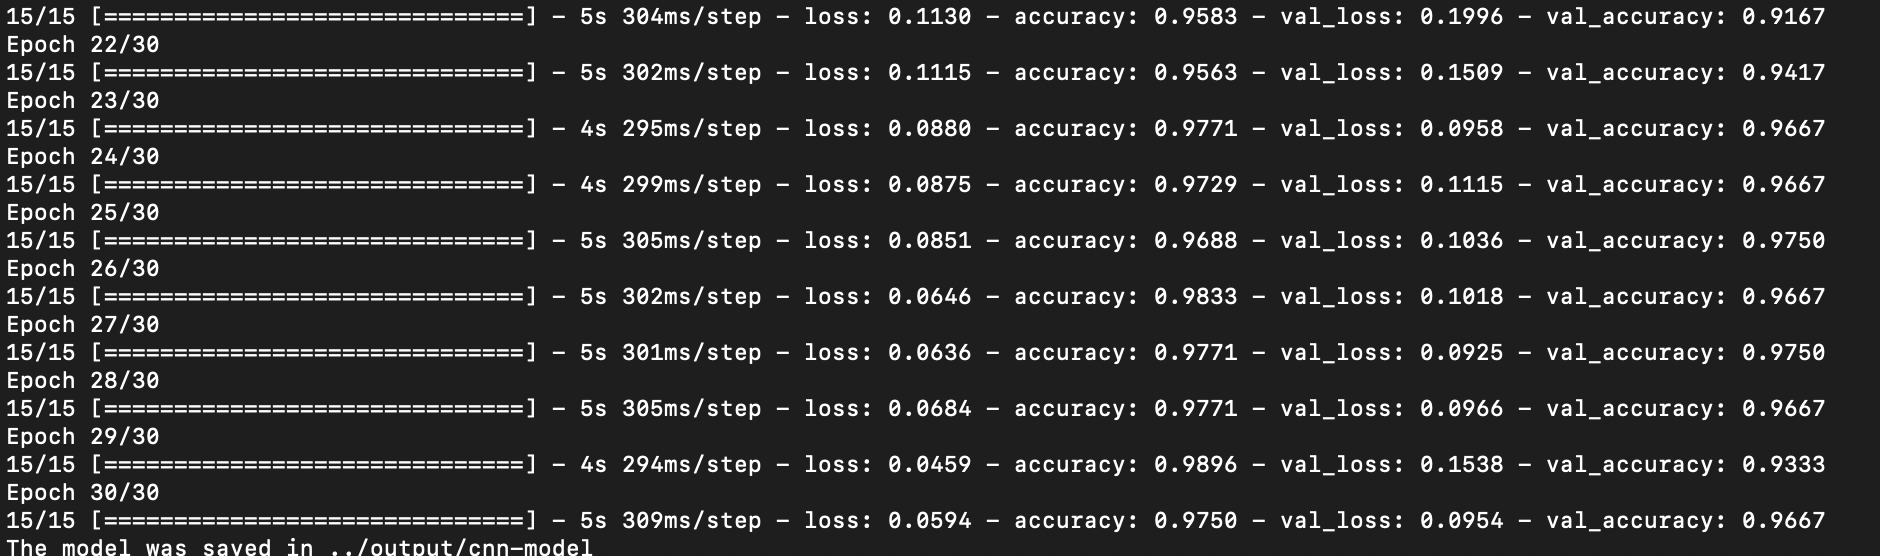 15/15 [==============================] - 5s 304ms/step - loss: 0.1130 - accuracy: 0.9583 - val_loss: 0.1996 - val_accuracy: 0.9167
Epoch 22/30
15/15 [==============================] - 5s 302ms/step - loss: 0.1115 - accuracy: 0.9563 - val_loss: 0.1509 - val_accuracy: 0.9417
Epoch 23/30
15/15 [==============================] - 4s 295ms/step - loss: 0.0880 - accuracy: 0.9771 - val_loss: 0.0958 - val_accuracy: 0.9667
Epoch 24/30
15/15 [==============================] - 4s 299ms/step - loss: 0.0875 - accuracy: 0.9729 - val_loss: 0.1115 - val_accuracy: 0.9667
Epoch 25/30
15/15 [==============================] - 5s 305ms/step - loss: 0.0851 - accuracy: 0.9688 - val_loss: 0.1036 - val_accuracy: 0.9750
Epoch 26/30
15/15 [==============================] - 5s 302ms/step - loss: 0.0646 - accuracy: 0.9833 - val_loss: 0.1018 - val_accuracy: 0.9667
Epoch 27/30
15/15 [==============================] - 5s 301ms/step - loss: 0.0636 - accuracy: 0.9771 - val_loss: 0.0925 - val_accuracy: 0.9750
Epoch 28/30
15/15 [==============================] - 5s 305ms/step - loss: 0.0684 - accuracy: 0.9771 - val_loss: 0.0966 - val_accuracy: 0.9667
Epoch 29/30
15/15 [==============================] - 4s 294ms/step - loss: 0.0459 - accuracy: 0.9896 - val_loss: 0.1538 - val_accuracy: 0.9333
Epoch 30/30
15/15 [==============================] - 5s 309ms/step - loss: 0.0594 - accuracy: 0.9750 - val_loss: 0.0954 - val_accuracy: 0.9667
The model was saved in ../output/cnn-model